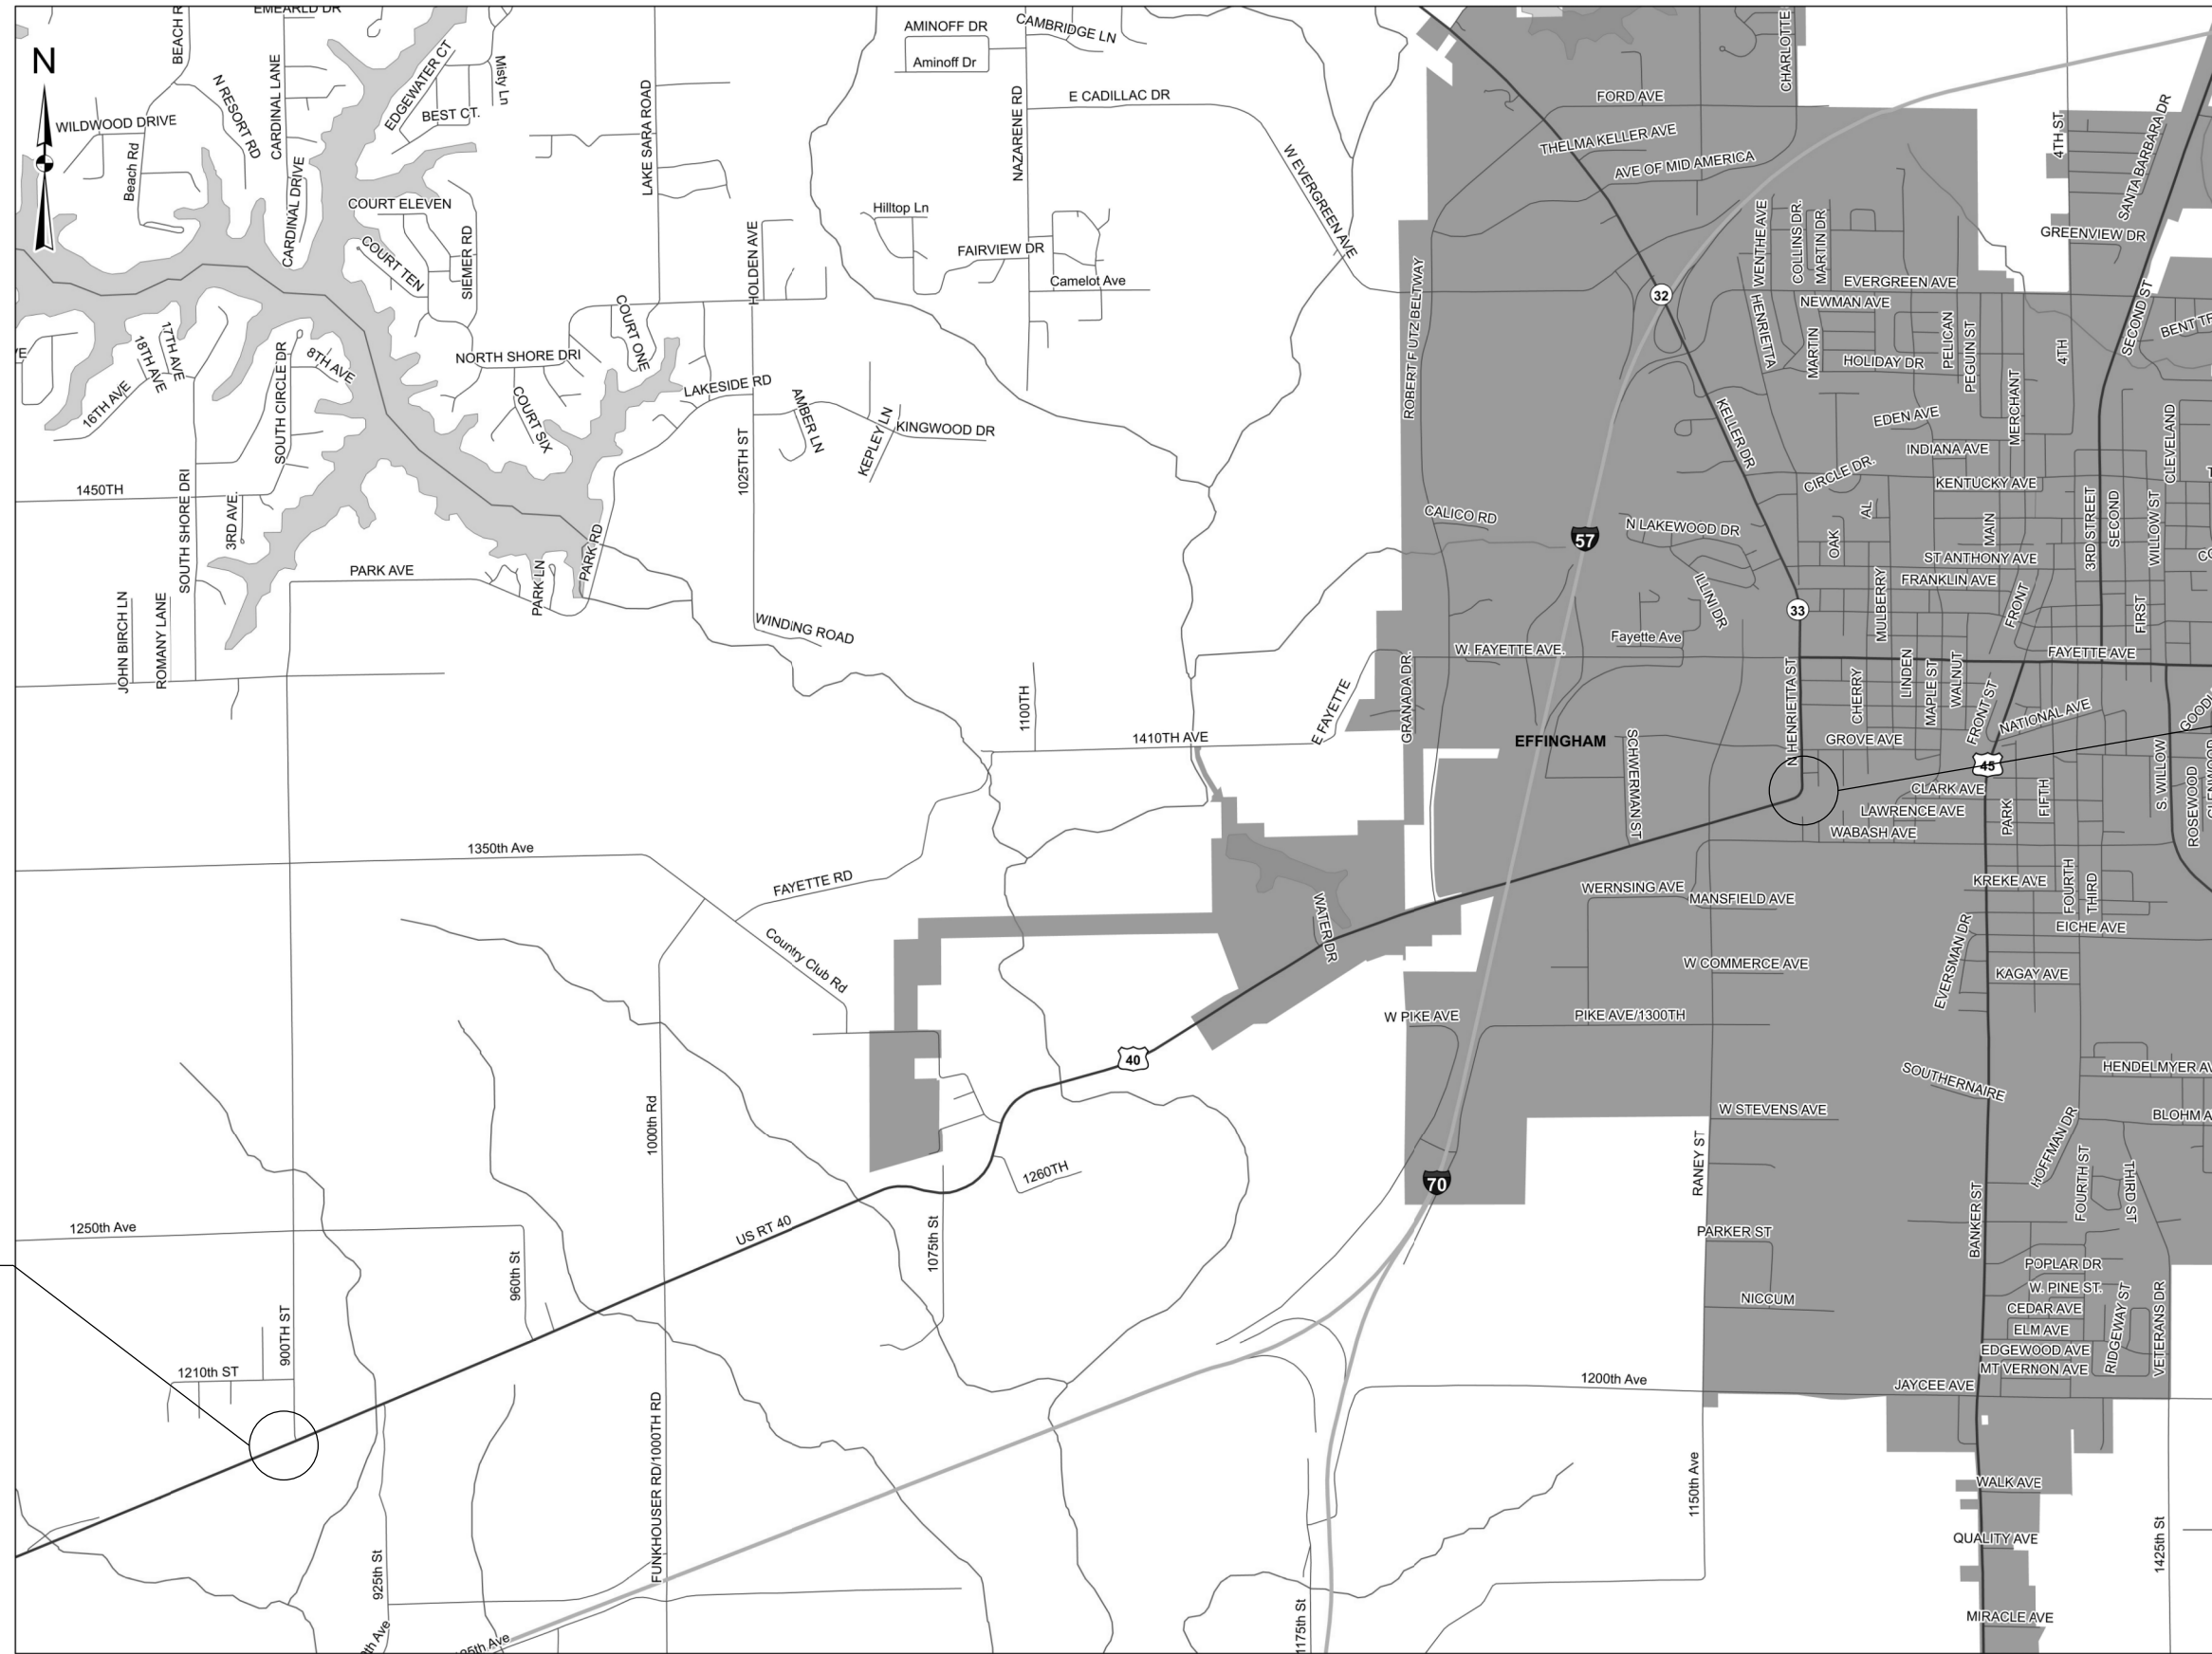 EMEARLD DR
BEACH R
N
WILDWOOD DRIVE
Beach Rd
N RESORT RD
CARDINAL LANE
CARDINAL DRIVE
EDGEWATER CT
BEST CT.
Misty Ln
COURT ELEVEN
COURT TEN
SIEMER RD
LAKE SARA ROAD
HOLDEN AVE
AMINOFF DR
Aminoff Dr
CAMBRIDGE LN
NAZARENE RD
E CADILLAC DR
W EVERGREEN AVE
Hilltop Ln
FAIRVIEW DR
Camelot Ave
ROBERT F UTZ BELTWAY
FORD AVE
THELMA KELLER AVE
AVE OF MID AMERICA
CHARLOTTE
4TH ST
SANTA BARBARA DR
GREENVIEW DR
WENTHE AVE
COLLINS DR.
MARTIN DR
EVERGREEN AVE
32
NEWMAN AVE
HENRIETTA
MARTIN
HOLIDAY DR
PELICAN
PEGUIN ST
4TH
SECOND ST
BENT TR
18TH AVE
17TH AVE
16TH AVE
SOUTH CIRCLE DR
8TH AVE
NORTH SHORE DRI
COURT ONE
COURT SIX
LAKESIDE RD
AMBER LN
KEPLEY LN
KINGWOOD DR
1025TH ST
KELLER DR
EDEN AVE
MERCHANT
INDIANA AVE
CIRCLE DR.
KENTUCKY AVE
CLEVELAND
1450TH
SOUTH SHORE DRI
3RD AVE.
PARK RD
PARK AVE
PARK LN
CALICO RD
57
N LAKEWOOD DR
OAK
AL
MAIN
3RD STREET
SECOND
WILLOW ST
ST ANTHONY AVE
FRANKLIN AVE
ILLINI DR
MULBERRY
FRONT
FIRST
JOHN BIRCH LN
ROMANY LANE
WINDING ROAD
33
Fayette Ave
W. FAYETTE AVE.
FAYETTE AVE
1100TH
E FAYETTE
GRANADA DR.
N HENRIETTA ST
CHERRY
LINDEN
MAPLE ST
WALNUT
FRONT ST
NATIONAL AVE
1410TH AVE
EFFINGHAM
SCHWERMAN ST
GROVE AVE
45
CLARK AVE
LAWRENCE AVE
WABASH AVE
PARK
FIFTH
S. WILLOW
ROSEWOOD
1350th Ave
FAYETTE RD
Country Club Rd
WATER DR
WERNSING AVE
MANSFIELD AVE
KREKE AVE
FOURTH
THIRD
EICHE AVE
W COMMERCE AVE
EVERSMAN DR
KAGAY AVE
W PIKE AVE
PIKE AVE/1300TH
40
1000th Rd
SOUTHERNAIRE
HENDELMYER AV
W STEVENS AVE
BLOHM A
HOFFMAN DR
RANEY ST
1260TH
70
FOURTH ST
THIRD ST
1250th Ave
US RT 40
1075th St
960th St
PARKER ST
BANKER ST
POPLAR DR
W. PINE ST.
NICCUM
CEDAR AVE
ELM AVE
RIDGEWAY ST
VETERANS DR
EDGEWOOD AVE
MT VERNON AVE
900TH ST
1210th ST
1200th Ave
JAYCEE AVE
FUNKHOUSER RD/1000TH RD
1150th Ave
WALK AVE
QUALITY AVE
1425th St
925th St
1175th St
MIRACLE AVE